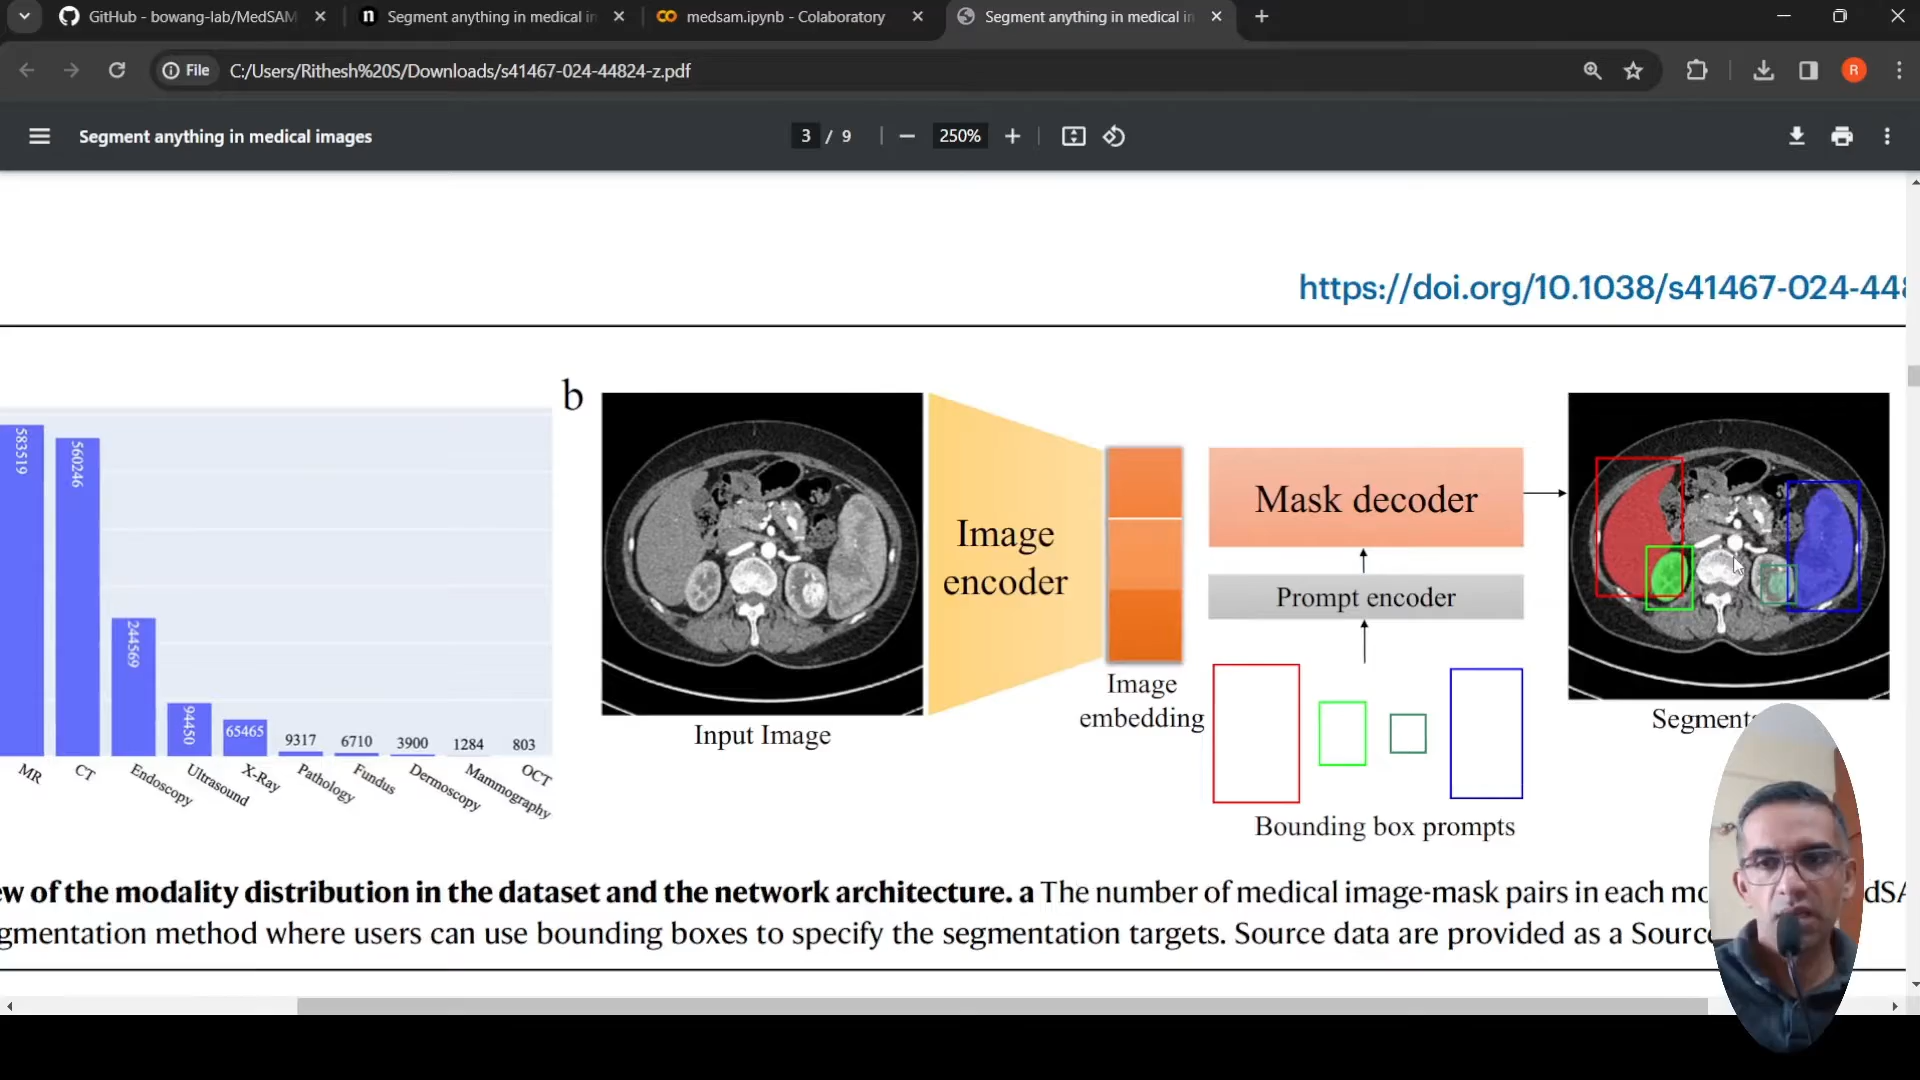 GitHub - bowang-lab/MedSAM
Segment anything in medical in
medsam.ipynb - Colaboratory
Segment anything in medical in
File
C:/Users/Rithesh%20S/Downloads/s41467-024-44824-z.pdf
R
Segment anything in medical images
3 / 9
250%
https://doi.org/10.1038/s41467-024-448
b
583519
560246
244569
94450
65465
9317
6710
3900
1284
803
MR
CT
Endoscopy
Ultrasound
X-Ray
Pathology
Fundus
Dermoscopy
Mammography
OCT
Input Image
Image
encoder
Image
embedding
Mask decoder
Prompt encoder
Bounding box prompts
Segmenta
ew of the modality distribution in the dataset and the network architecture. a The number of medical image-mask pairs in each mo dSA
gmentation method where users can use bounding boxes to specify the segmentation targets. Source data are provided as a Source